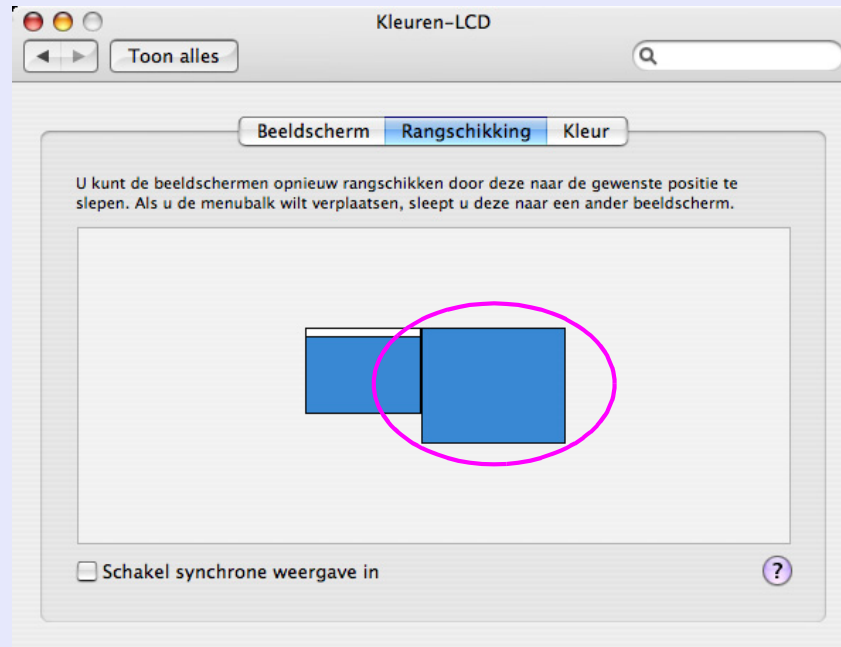 Kleuren-LCD
Toon alles
Beeldscherm Rangschikking Kleur
U kunt de beeldschermen opnieuw rangschikken door deze naar de gewenste positie te
slepen. Als u de menubalk wilt verplaatsen, sleept u deze naar een ander beeldscherm.
Schakel synchrone weergave in
?